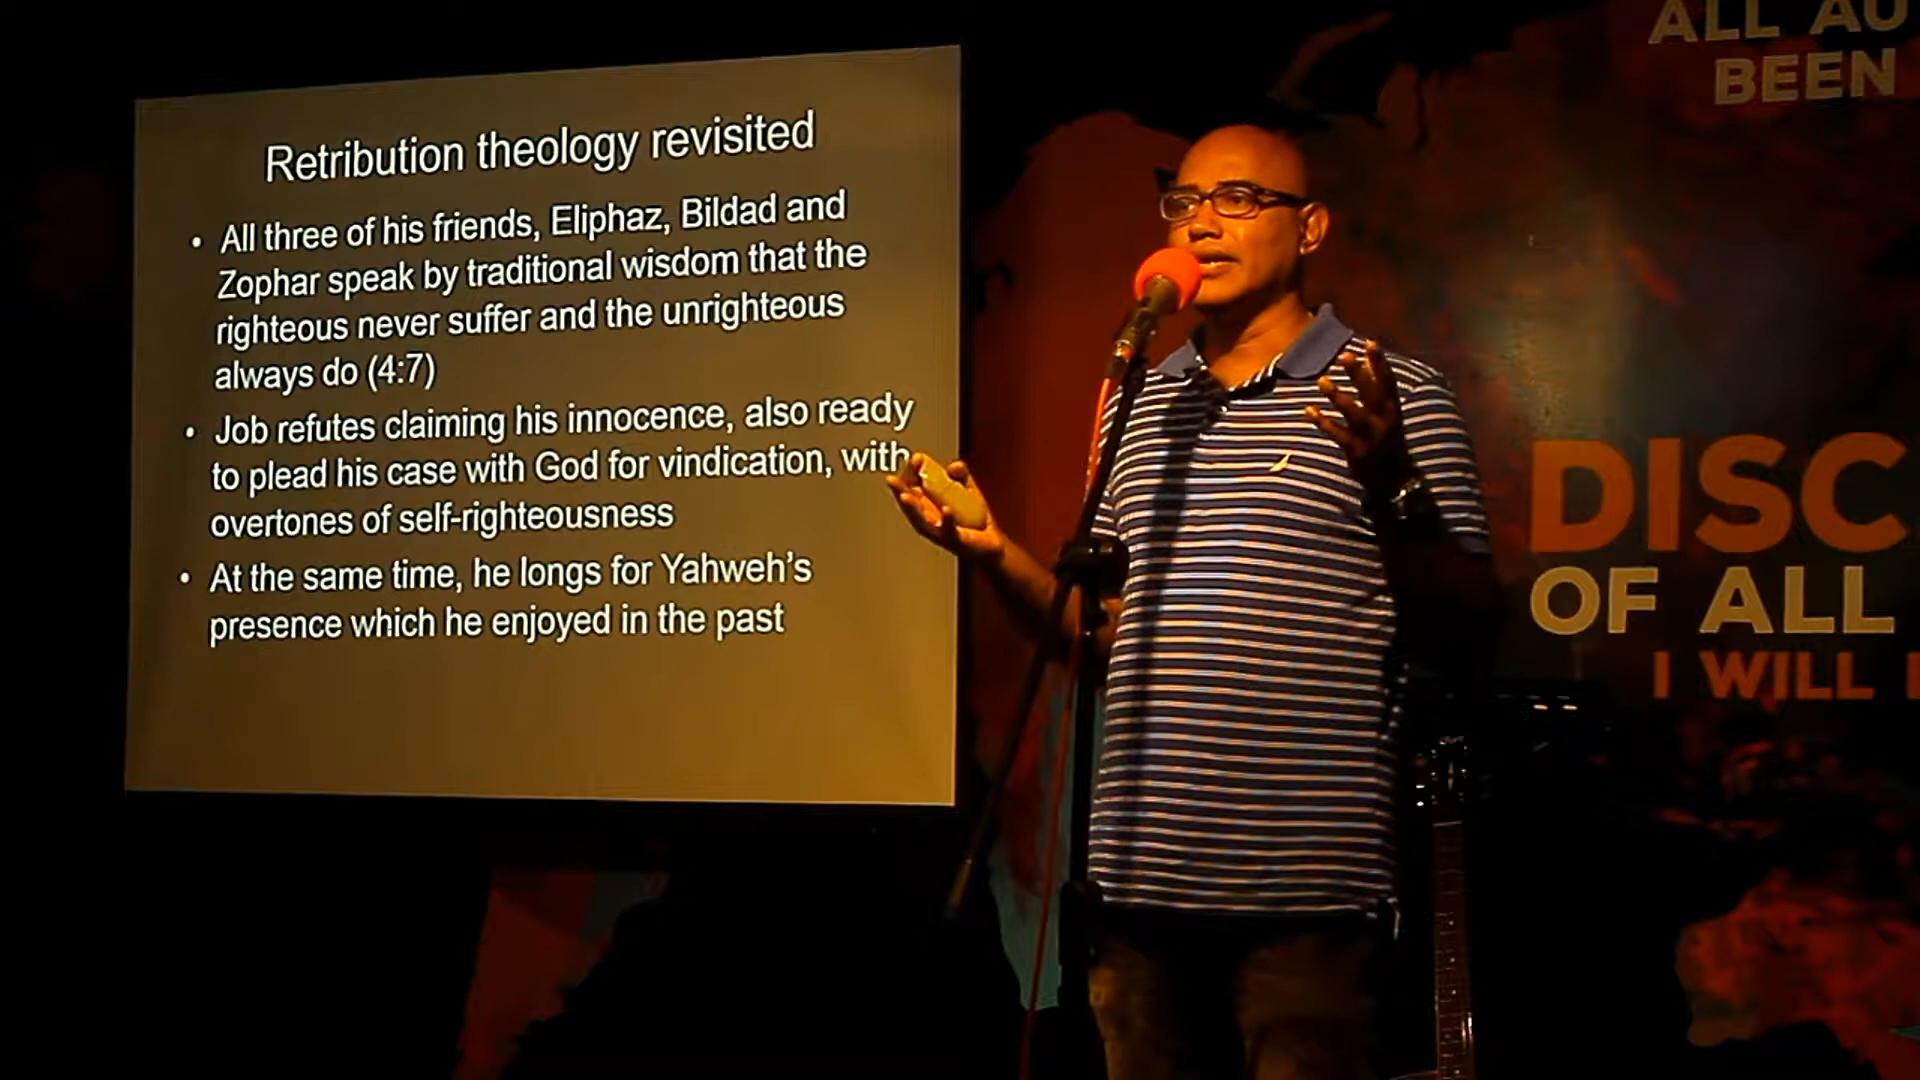 Retribution theology revisited
• All three of his friends, Eliphaz, Bildad and
Zophar speak by traditional wisdom that the
righteous never suffer and the unrighteous
always do (4:7)
• Job refutes claiming his innocence, also ready
to plead his case with God for vindication, with
overtones of self-righteousness
• At the same time, he longs for Yahweh's
presence which he enjoyed in the past
ALL AU
BEEN
DISC
OF ALL
I WILL